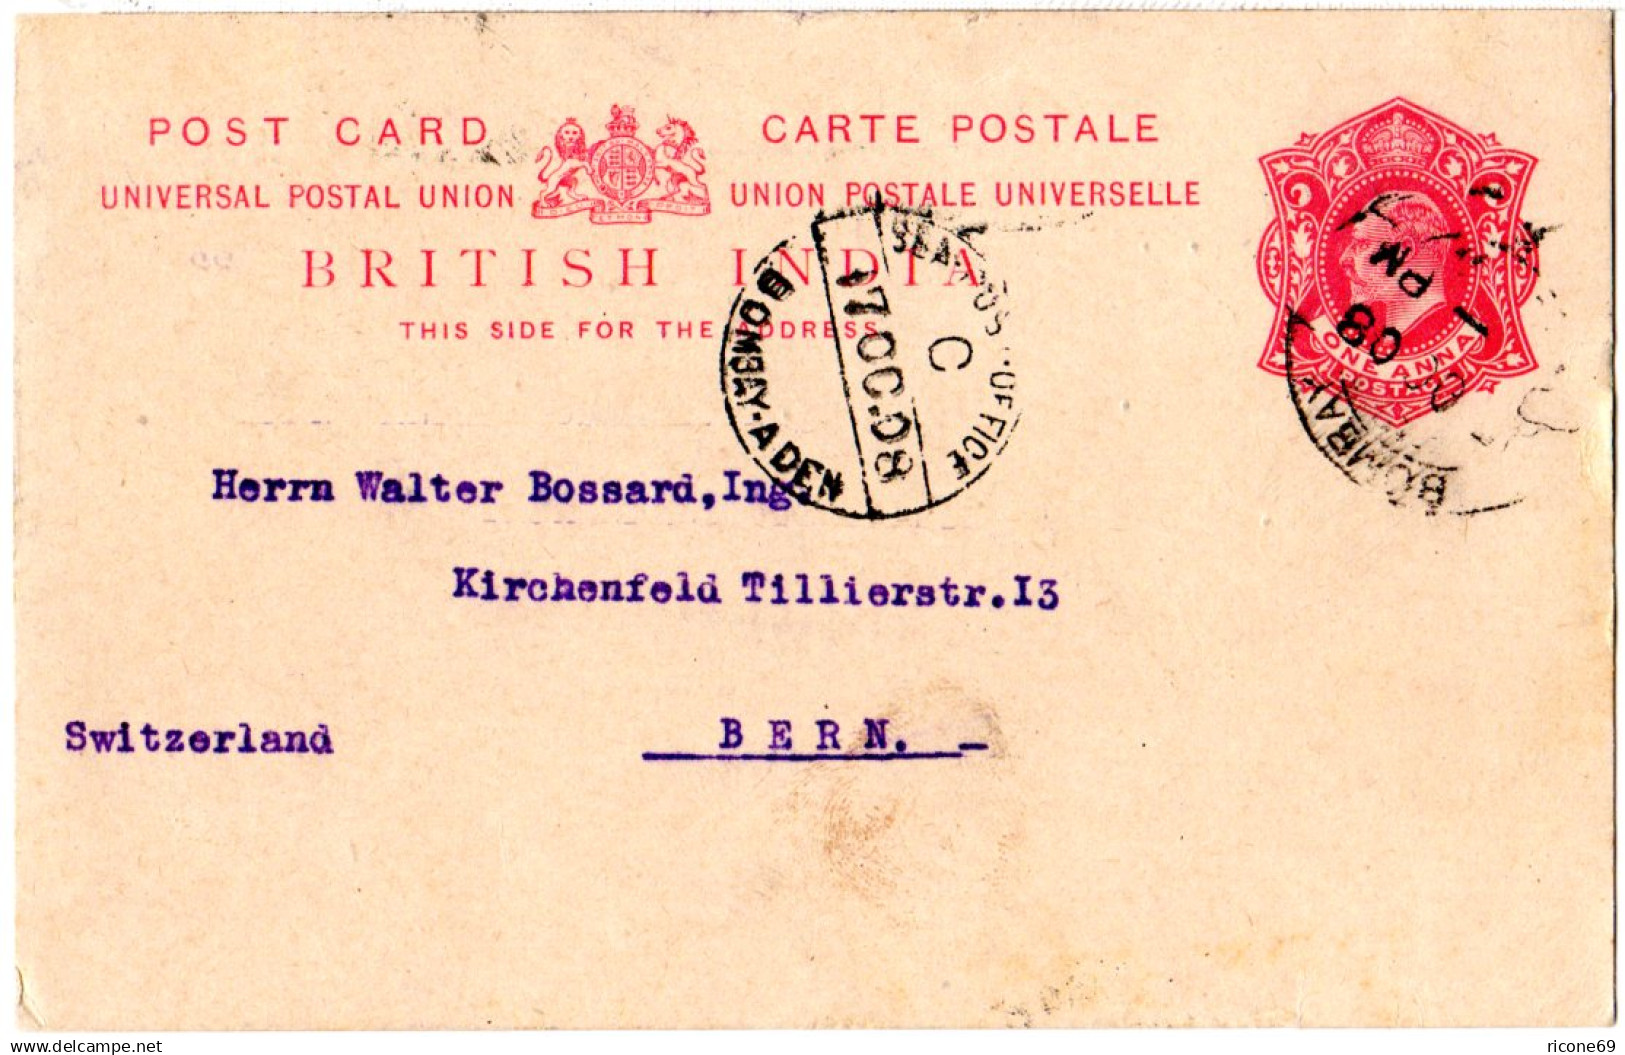 POST CARD
CARTE POSTALE
UNIVERSAL POSTAL UNION
UNION POSTALE UNIVERSELLE
BRITISH INDIA
THIS SIDE FOR THE ADDRESS
ONE ANNA
POSTAGE
BOMBAY
PM
08
SEA POST OFFICE
C
17 OC.08
BOMBAY-ADEN
Herrn Walter Bossard,Ing.
Kirchenfeld Tillierstr.I3
Switzerland
B E R N. -
www.delcampe.net
ricone69